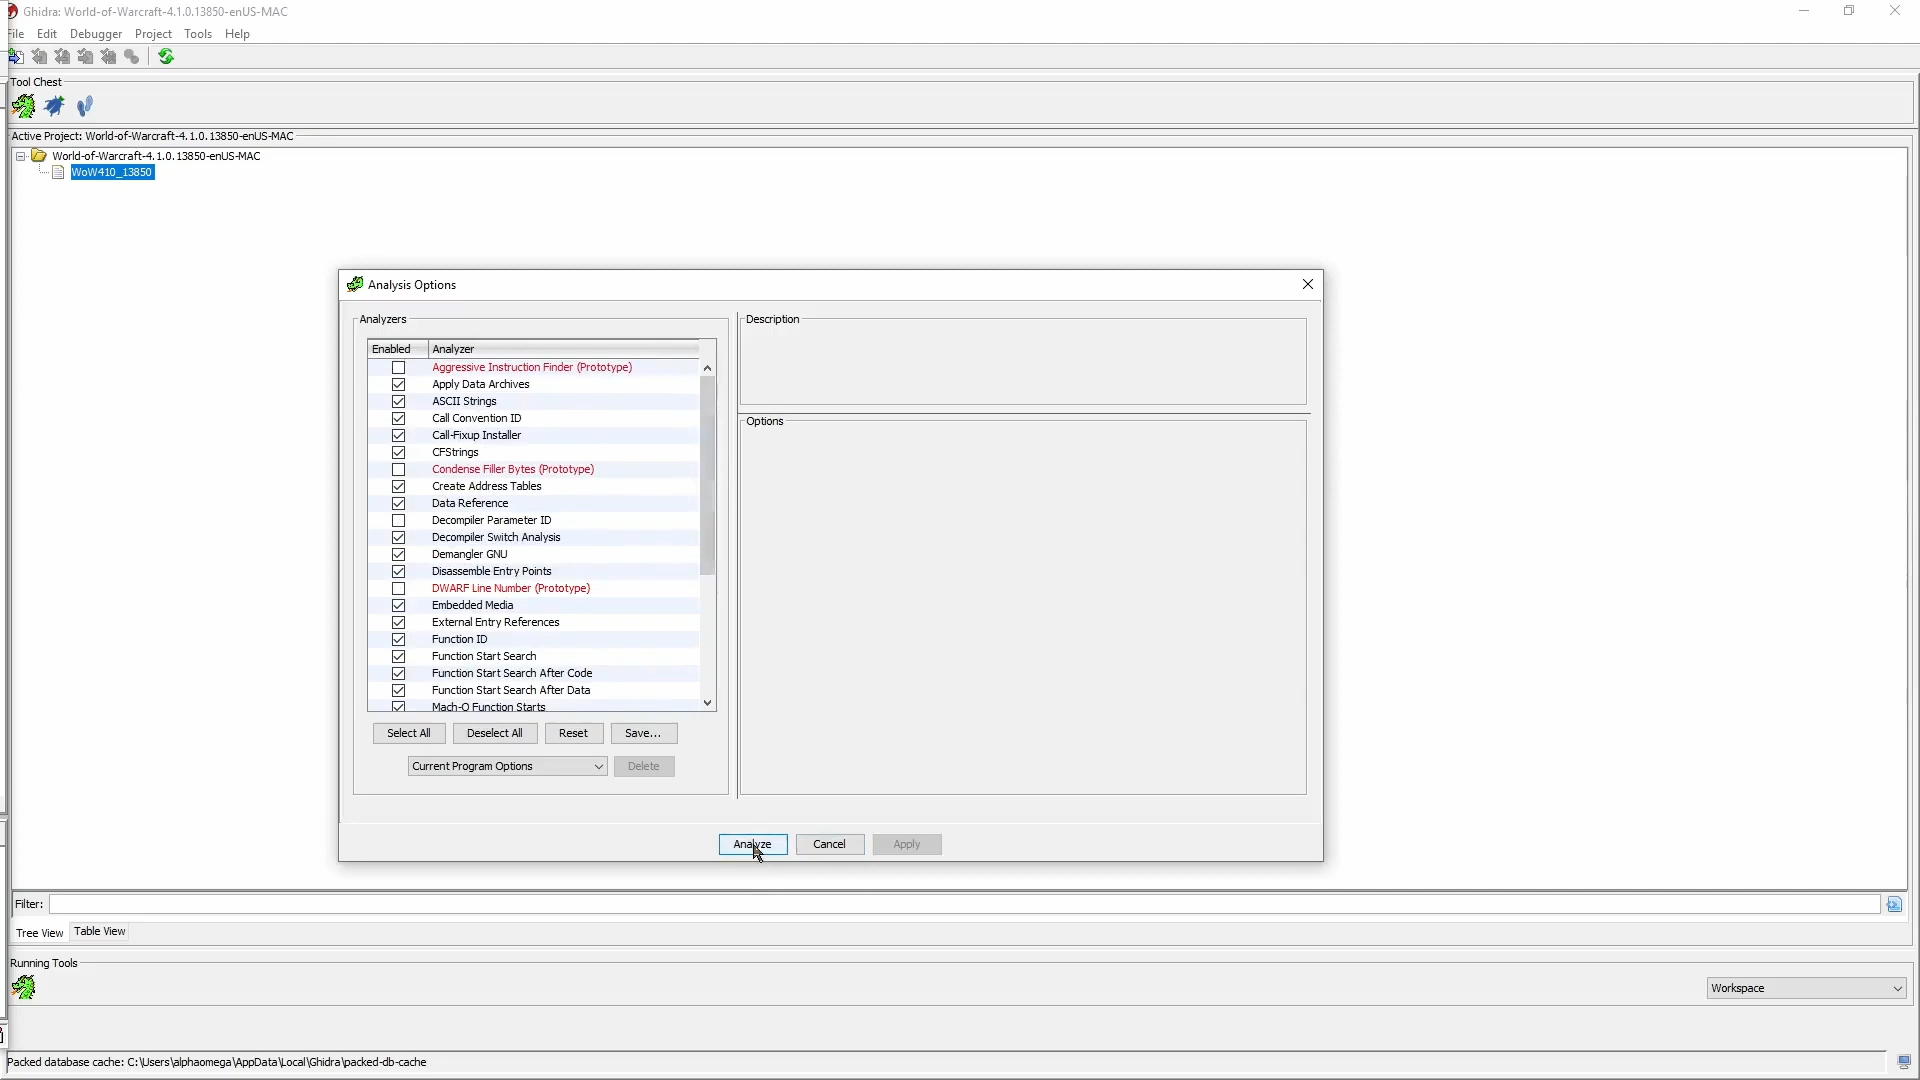 Ghidra: World-of-Warcraft-4.1.0.13850-enUS-MAC
File Edit Debugger Project Tools Help
Tool Chest
Active Project: World-of-Warcraft-4.1.0.13850-enUS-MAC
World-of-Warcraft-4.1.0.13850-enUS-MAC
WoW410_13850
Analysis Options
Analyzers
Enabled Analyzer
Aggressive Instruction Finder (Prototype)
Apply Data Archives
ASCII Strings
Call Convention ID
Call-Fixup Installer
CFStrings
Condense Filler Bytes (Prototype)
Create Address Tables
Data Reference
Decompiler Parameter ID
Decompiler Switch Analysis
Demangler GNU
Disassemble Entry Points
DWARF Line Number (Prototype)
Embedded Media
External Entry References
Function ID
Function Start Search
Function Start Search After Code
Function Start Search After Data
Mach-O Function Starts
Select All Deselect All Reset Save...
Current Program Options Delete
Description
Options
Analyze Cancel Apply
Filter:
Tree View Table View
Running Tools
Workspace
Packed database cache: C:\Users\alphaomega\AppData\Local\Ghidra\packed-db-cache